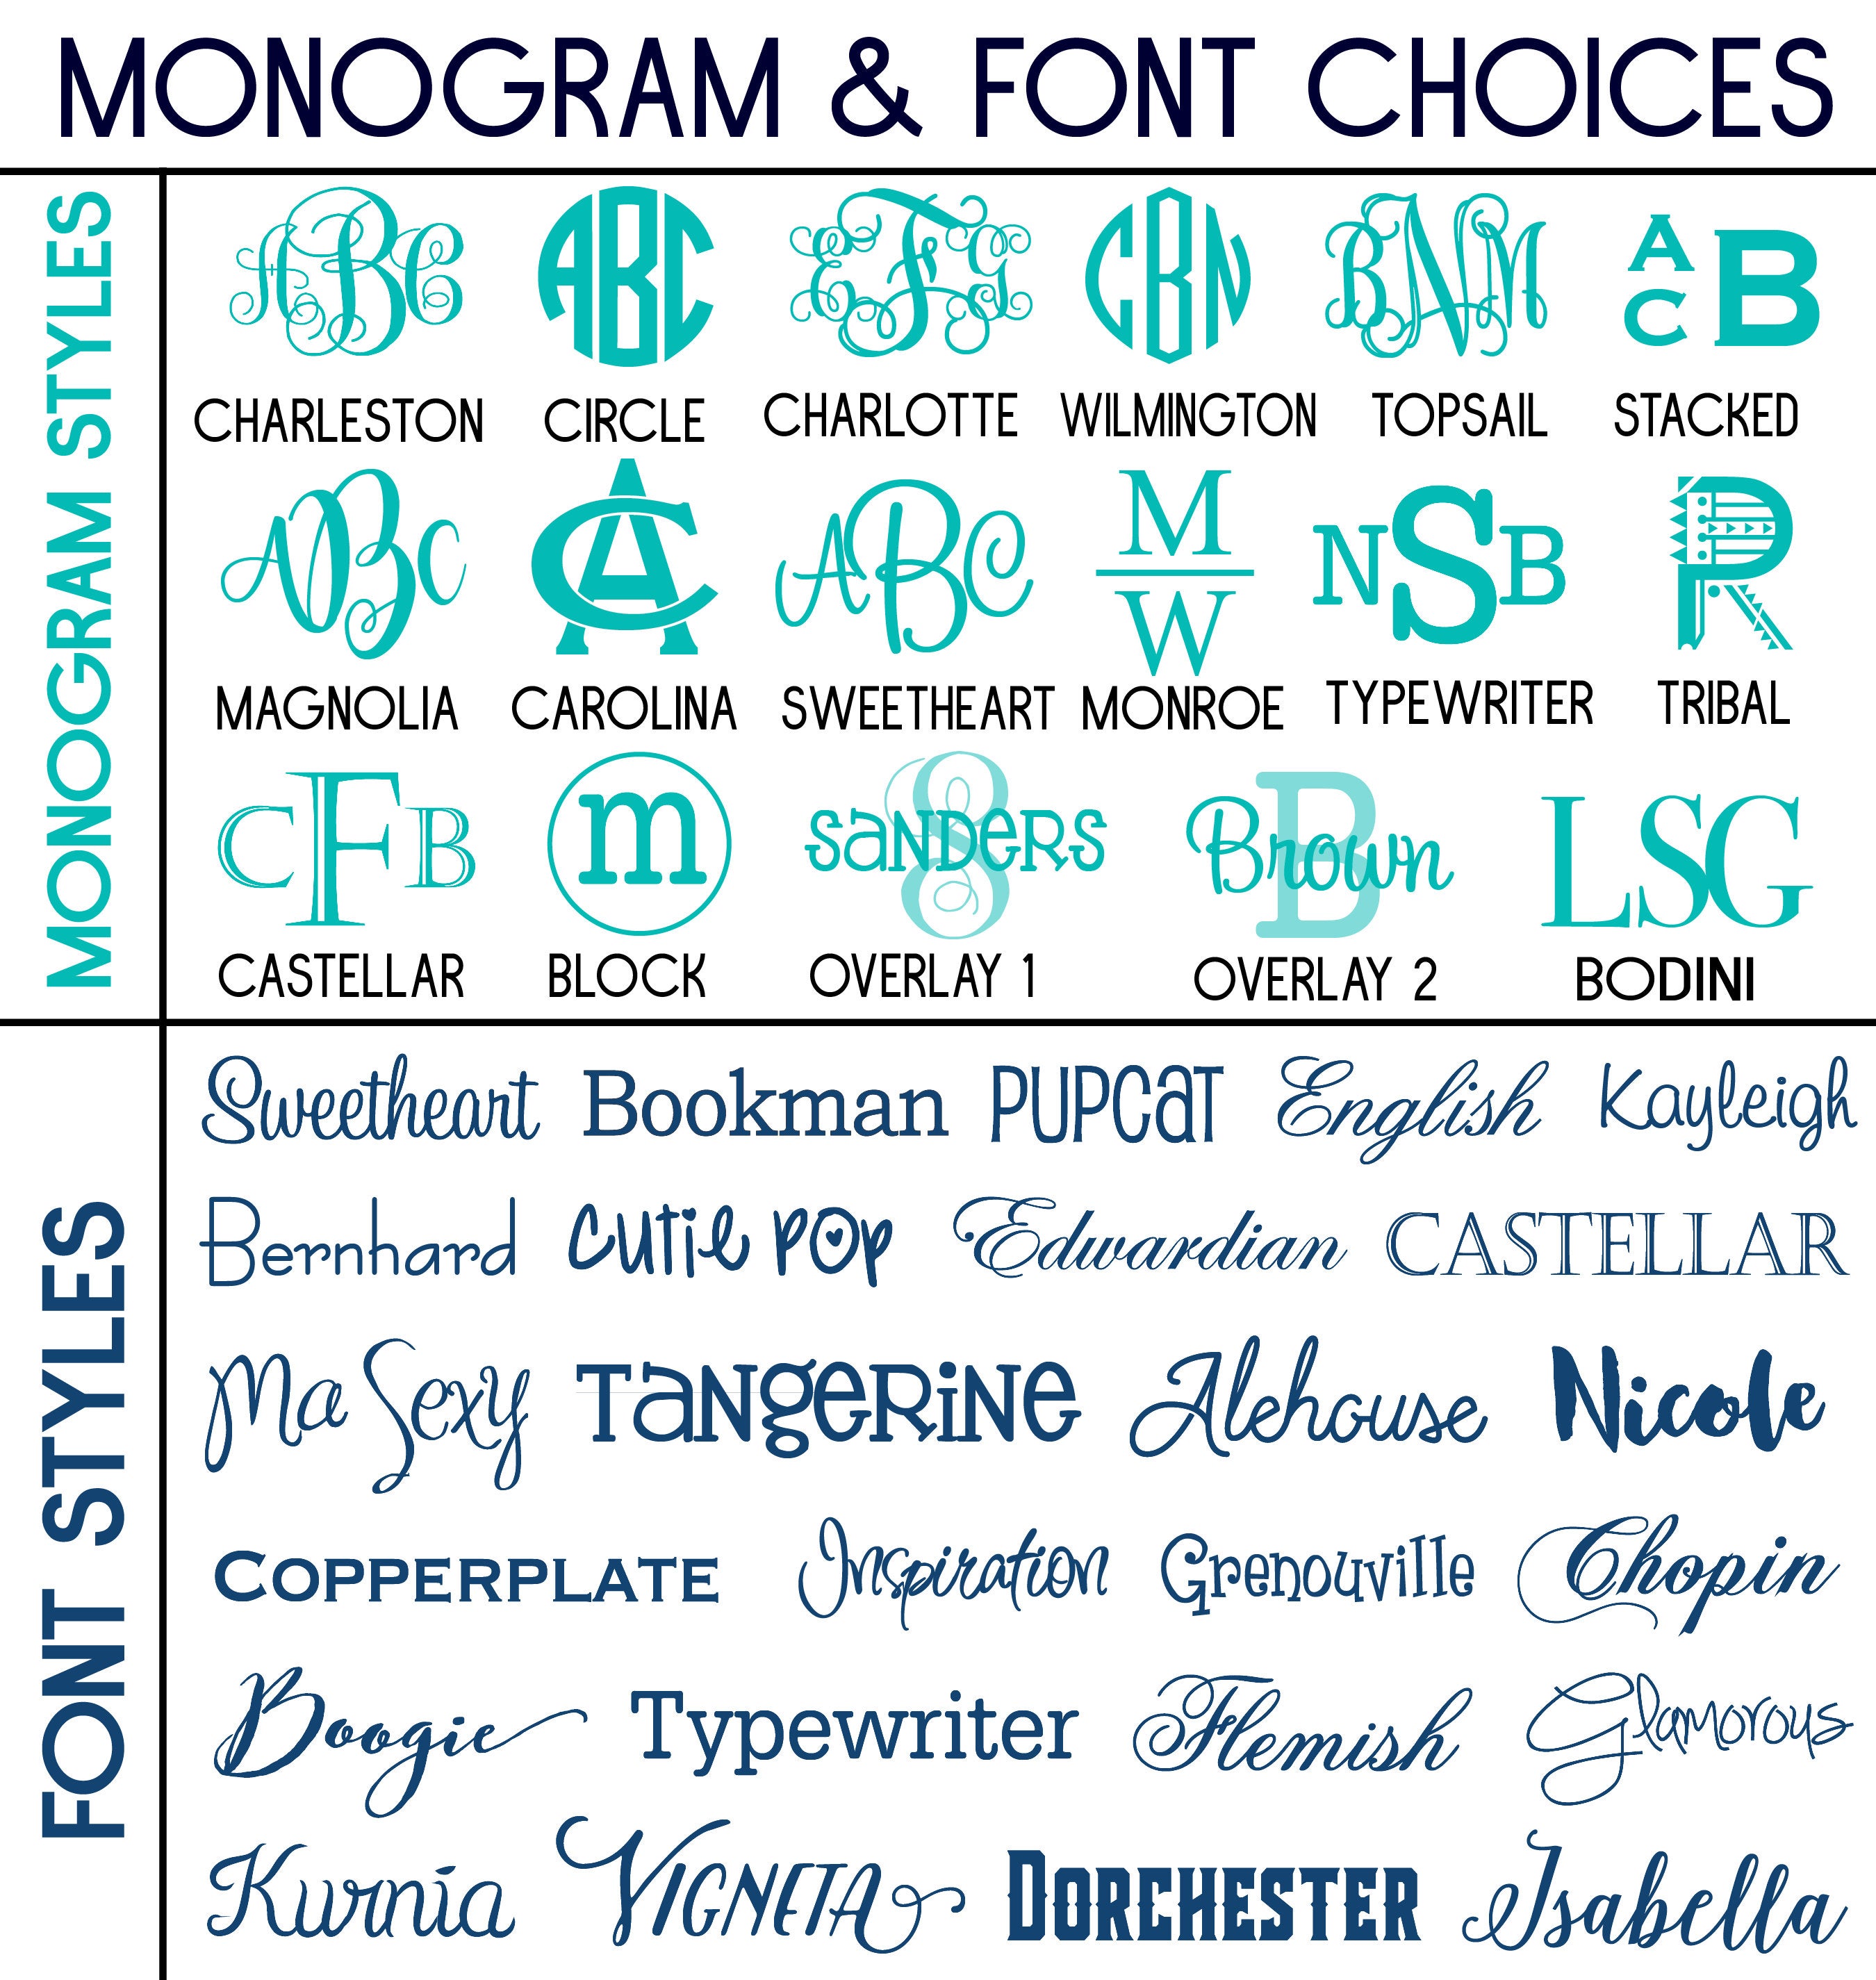 MONOGRAM & FONT CHOICES
MONOGRAM STYLES
ABC ABC ETG CBN BNM A C B
CHARLESTON CIRCLE CHARLOTTE WILMINGTON TOPSAIL STACKED
ABC CA ABC M W NSB R
MAGNOLIA CAROLINA SWEETHEART MONROE TYPEWRITER TRIBAL
CFB m 8 SaNDeRS B Brown LSG
CASTELLAR BLOCK OVERLAY 1 OVERLAY 2 BODINI
FONT STYLES
Sweetheart Bookman PUPCaT English Kayleigh
Bernhard cutie pop Edwardian CASTELLAR
Ma Sexy TaNgeRiNe Alehouse Nicole
COPPERPLATE Inspiration Grenouville Chopin
Boogie Typewriter Flemish Glamorous
Kurnia VIGNETA DORCHESTER Isabella